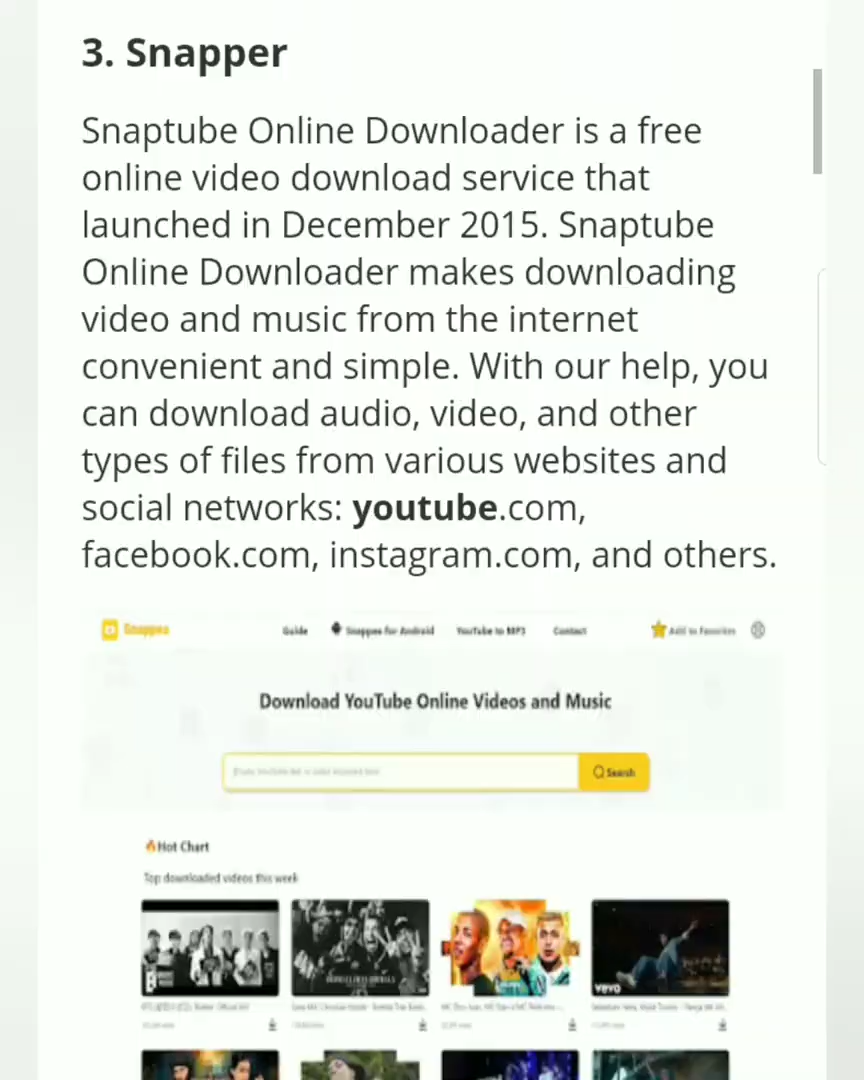 3. Snapper
Snaptube Online Downloader is a free
online video download service that
launched in December 2015. Snaptube
Online Downloader makes downloading
video and music from the internet
convenient and simple. With our help, you
can download audio, video, and other
types of files from various websites and
social networks: youtube.com,
facebook.com, instagram.com, and others.
Snappea Guide Snappea for Android YouTube to MP3 Contact Add to Favorites
Download YouTube Online Videos and Music
Search
Hot Chart
Top downloaded videos this week
vevo